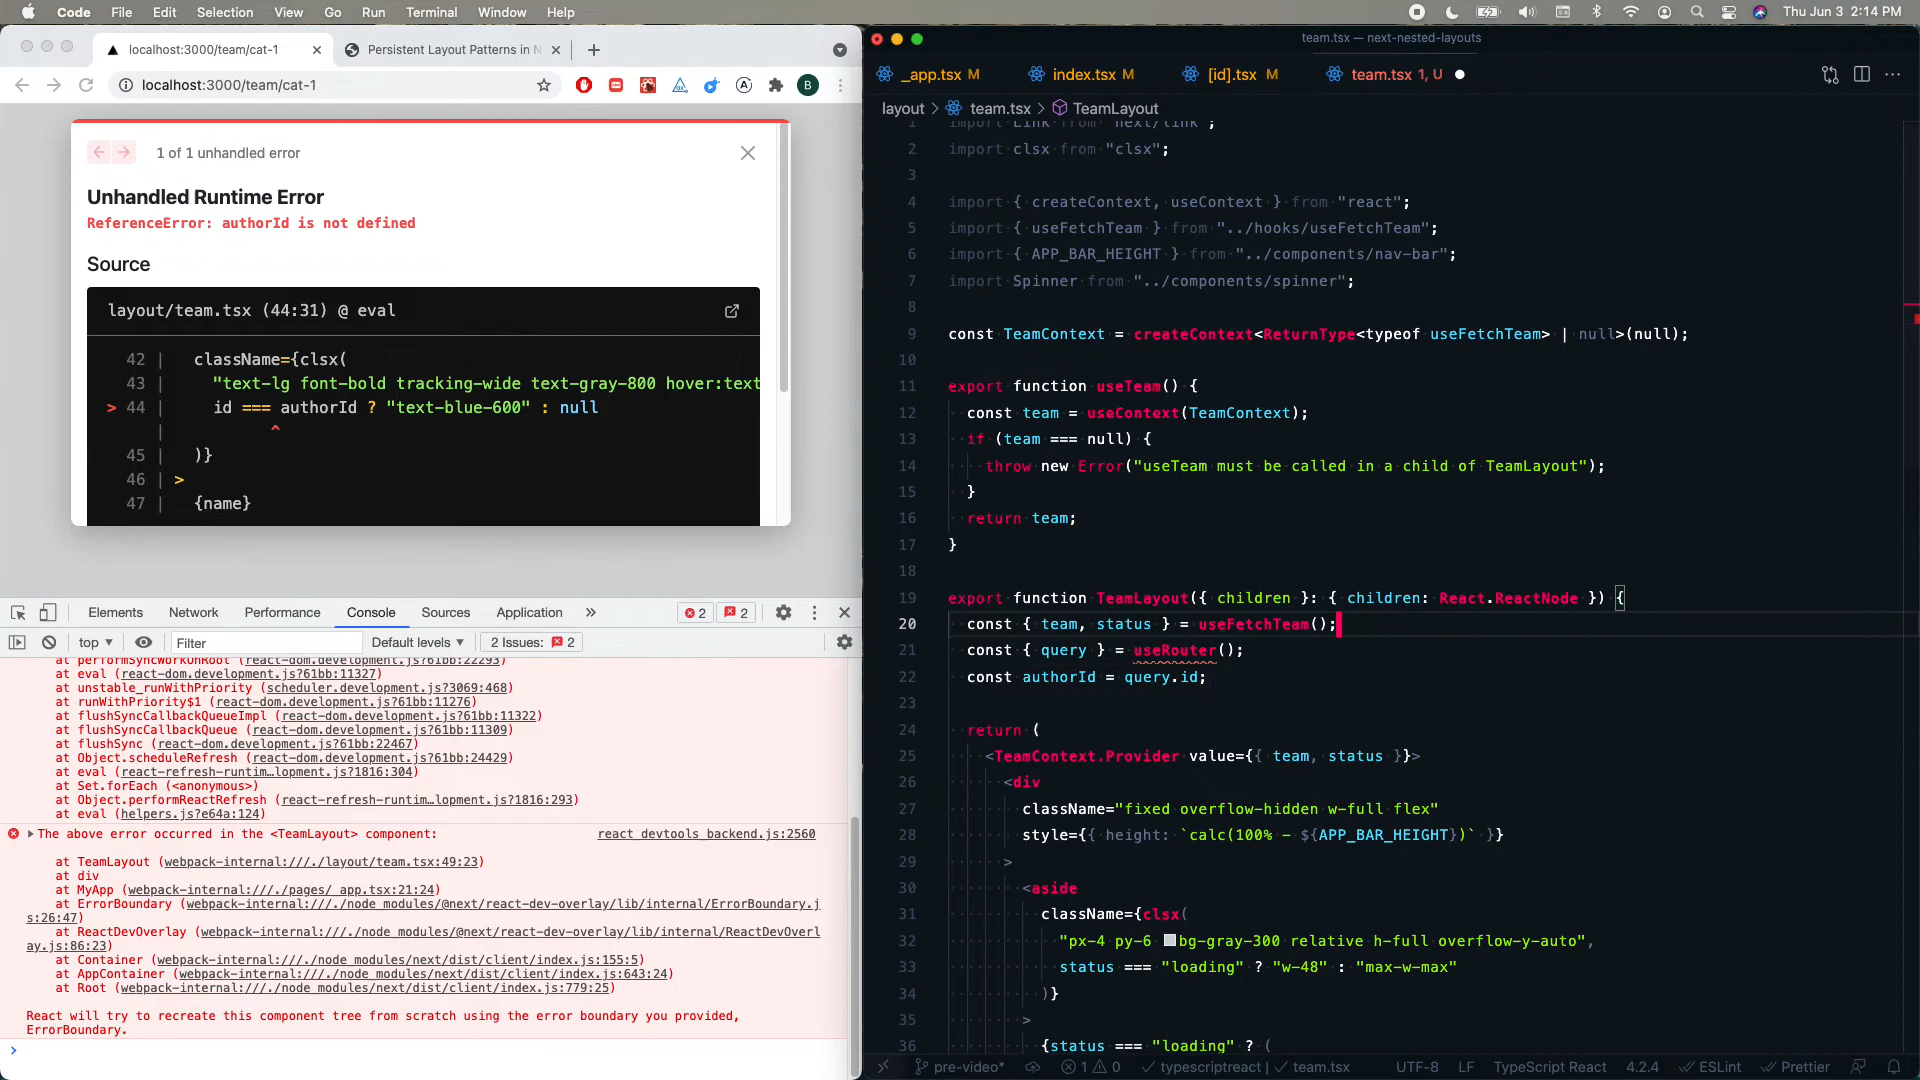 Code File Edit Selection View Go Run Terminal Window Help Thu Jun 3 2:14 PM
localhost:3000/team/cat-1
Persistent Layout Patterns in N
localhost:3000/team/cat-1
B
1 of 1 unhandled error
Unhandled Runtime Error
ReferenceError: authorId is not defined
Source
layout/team.tsx (44:31) @ eval
42 | className={clsx(
43 | "text-lg font-bold tracking-wide text-gray-800 hover:text
> 44 | id === authorId ? "text-blue-600" : null
| ^
45 | )}
46 | >
47 | {name}
Elements Network Performance Console Sources Application » 2 2
top Filter Default levels 2 Issues: 2
at performSyncWorkOnRoot (react-dom.development.js?61bb:22293)
at eval (react-dom.development.js?61bb:11327)
at unstable_runWithPriority (scheduler.development.js?3069:468)
at runWithPriority$1 (react-dom.development.js?61bb:11276)
at flushSyncCallbackQueueImpl (react-dom.development.js?61bb:11322)
at flushSyncCallbackQueue (react-dom.development.js?61bb:11309)
at flushSync (react-dom.development.js?61bb:22467)
at Object.scheduleRefresh (react-dom.development.js?61bb:24429)
at eval (react-refresh-runtim…lopment.js?1816:304)
at Set.forEach (<anonymous>)
at Object.performReactRefresh (react-refresh-runtim…lopment.js?1816:293)
at eval (helpers.js?e64a:124)
The above error occurred in the <TeamLayout> component: react_devtools_backend.js:2560
at TeamLayout (webpack-internal:///./layout/team.tsx:49:23)
at div
at MyApp (webpack-internal:///./pages/_app.tsx:21:24)
at ErrorBoundary (webpack-internal:///./node_modules/@next/react-dev-overlay/lib/internal/ErrorBoundary.j
s:26:47)
at ReactDevOverlay (webpack-internal:///./node_modules/@next/react-dev-overlay/lib/internal/ReactDevOverl
ay.js:86:23)
at Container (webpack-internal:///./node_modules/next/dist/client/index.js:155:5)
at AppContainer (webpack-internal:///./node_modules/next/dist/client/index.js:643:24)
at Root (webpack-internal:///./node_modules/next/dist/client/index.js:779:25)
React will try to recreate this component tree from scratch using the error boundary you provided,
ErrorBoundary.
>
team.tsx — next-nested-layouts
_app.tsx M index.tsx M [id].tsx M team.tsx 1, U
layout > team.tsx > TeamLayout
1 import Link from "next/link";
2 import clsx from "clsx";
3
4 import { createContext, useContext } from "react";
5 import { useFetchTeam } from "../hooks/useFetchTeam";
6 import { APP_BAR_HEIGHT } from "../components/nav-bar";
7 import Spinner from "../components/spinner";
8
9 const TeamContext = createContext<ReturnType<typeof useFetchTeam> | null>(null);
10
11 export function useTeam() {
12 const team = useContext(TeamContext);
13 if (team === null) {
14 throw new Error("useTeam must be called in a child of TeamLayout");
15 }
16 return team;
17 }
18
19 export function TeamLayout({ children }: { children: React.ReactNode }) {
20 const { team, status } = useFetchTeam();
21 const { query } = useRouter();
22 const authorId = query.id;
23
24 return (
25 <TeamContext.Provider value={{ team, status }}>
26 <div
27 className="fixed overflow-hidden w-full flex"
28 style={{ height: `calc(100% - ${APP_BAR_HEIGHT})` }}
29 >
30 <aside
31 className={clsx(
32 "px-4 py-6 bg-gray-300 relative h-full overflow-y-auto",
33 status === "loading" ? "w-48" : "max-w-max"
34 )}
35 >
36 {status === "loading" ? (
pre-video* 1 0 typescriptreact | team.tsx UTF-8 LF TypeScript React 4.2.4 ESLint Prettier